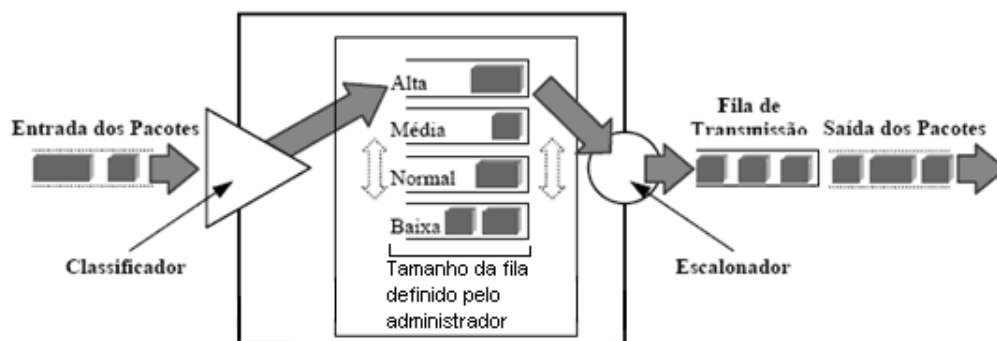 Entrada dos Pacotes
Classificador
Alta
Média
Normal
Baixa
Tamanho da fila
definido pelo
administrador
Escalonador
Fila de
Transmissão
Saída dos Pacotes